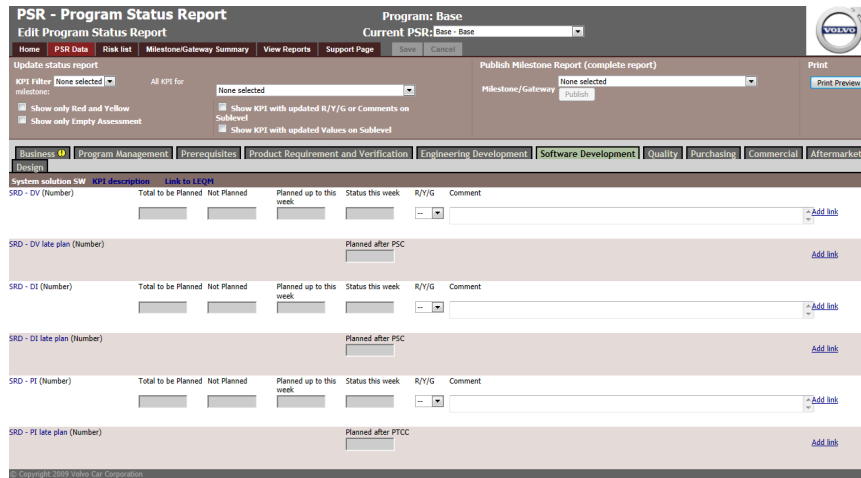 PSR - Program Status Report
Program: Base
Edit Program Status Report
Current PSR: Base - Base
VOLVO
Home PSR Data Risk list Milestone/Gateway Summary View Reports Support Page Save Cancel
Update status report
Publish Milestone Report (complete report)
Print
KPI Filter None selected
All KPI for
milestone:
None selected
Milestone/Gateway None selected
Publish
Print Preview
Show only Red and Yellow
Show KPI with updated R/Y/G or Comments on
Sublevel
Show only Empty Assessment
Show KPI with updated Values on Sublevel
Business Program Management Prerequisites Product Requirement and Verification Engineering Development Software Development Quality Purchasing Commercial Aftermarket
Design
System solution SW KPI description Link to LEQM
SRD - DV (Number) Total to be Planned Not Planned Planned up to this Status this week R/Y/G Comment
week
-- Add link
SRD - DV late plan (Number) Planned after PSC
Add link
SRD - DI (Number) Total to be Planned Not Planned Planned up to this Status this week R/Y/G Comment
week
-- Add link
SRD - DI late plan (Number) Planned after PSC
Add link
SRD - PI (Number) Total to be Planned Not Planned Planned up to this Status this week R/Y/G Comment
week
-- Add link
SRD - PI late plan (Number) Planned after PTCC
Add link
© Copyright 2009 Volvo Car Corporation